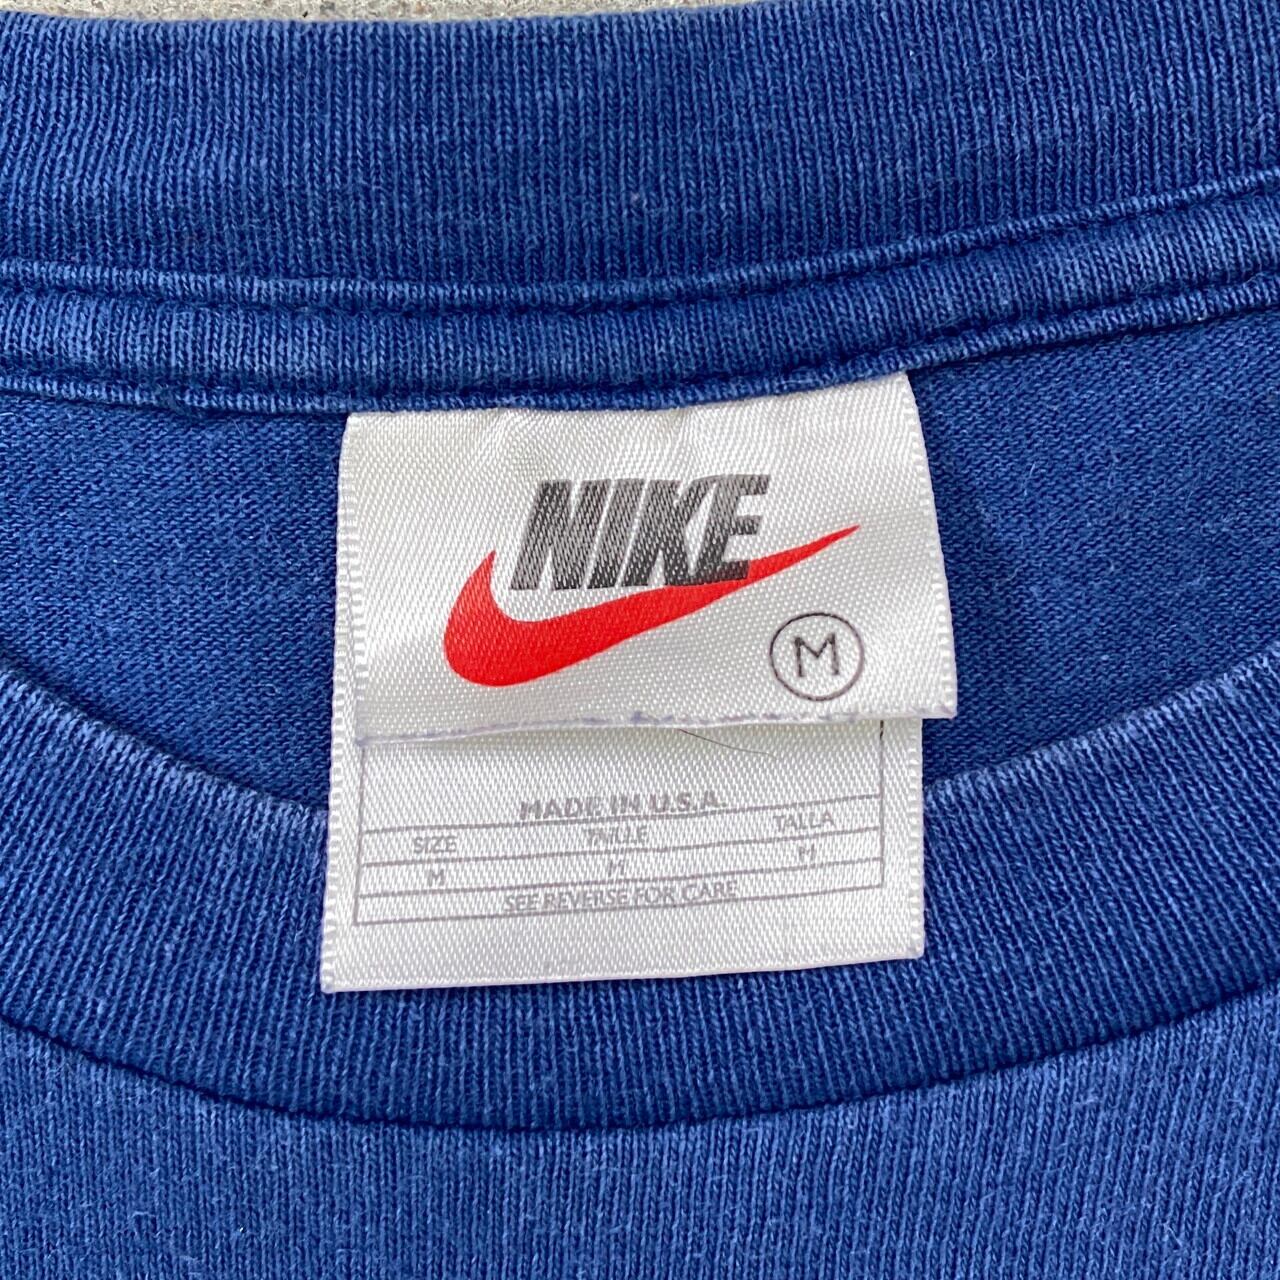 NIKE
M
MADE IN U.S.A.
SIZE TAILLE TALLA
M M M
SEE REVERSE FOR CARE